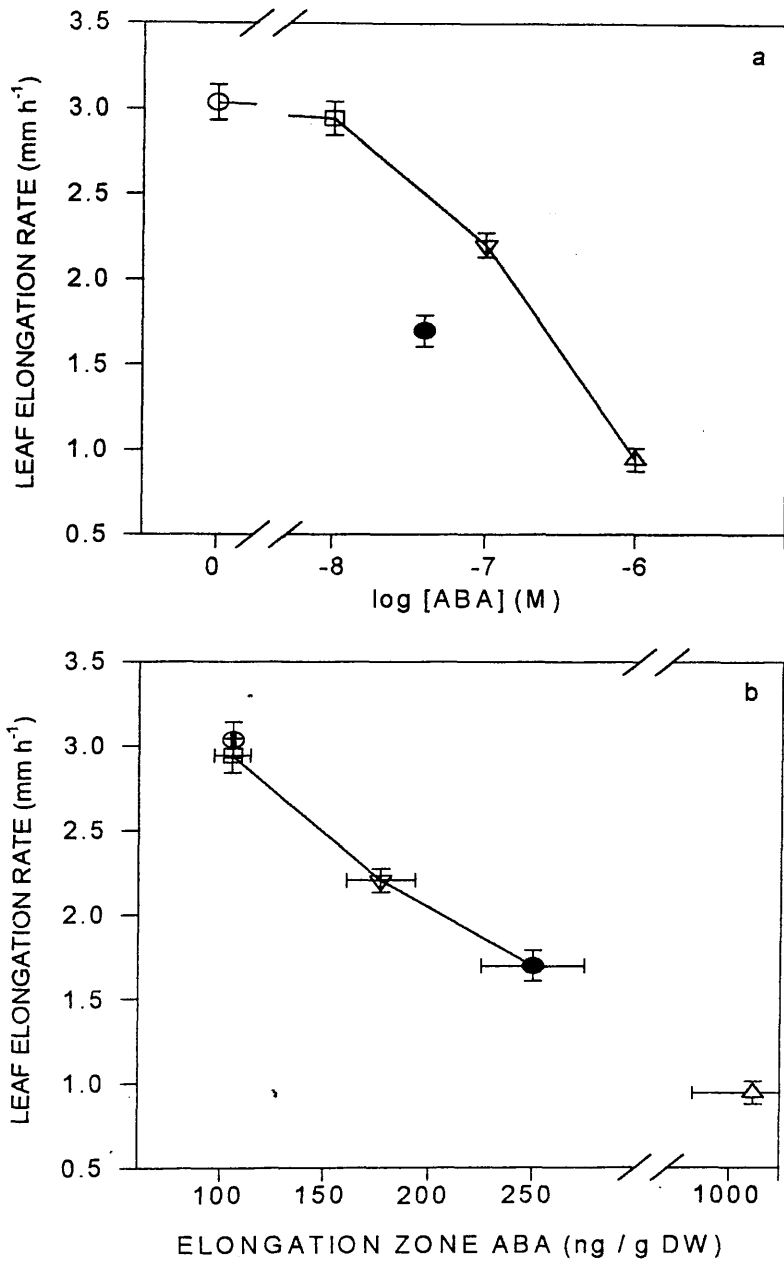 3.5
a
3.0
2.5
2.0
1.5
1.0
0.5
LEAF ELONGATION RATE (mm h-1)
0 -8 -7 -6
log [ABA] (M)
3.5
b
3.0
2.5
2.0
1.5
1.0
0.5
LEAF ELONGATION RATE (mm h-1)
100 150 200 250 1000
ELONGATION ZONE ABA (ng / g DW)